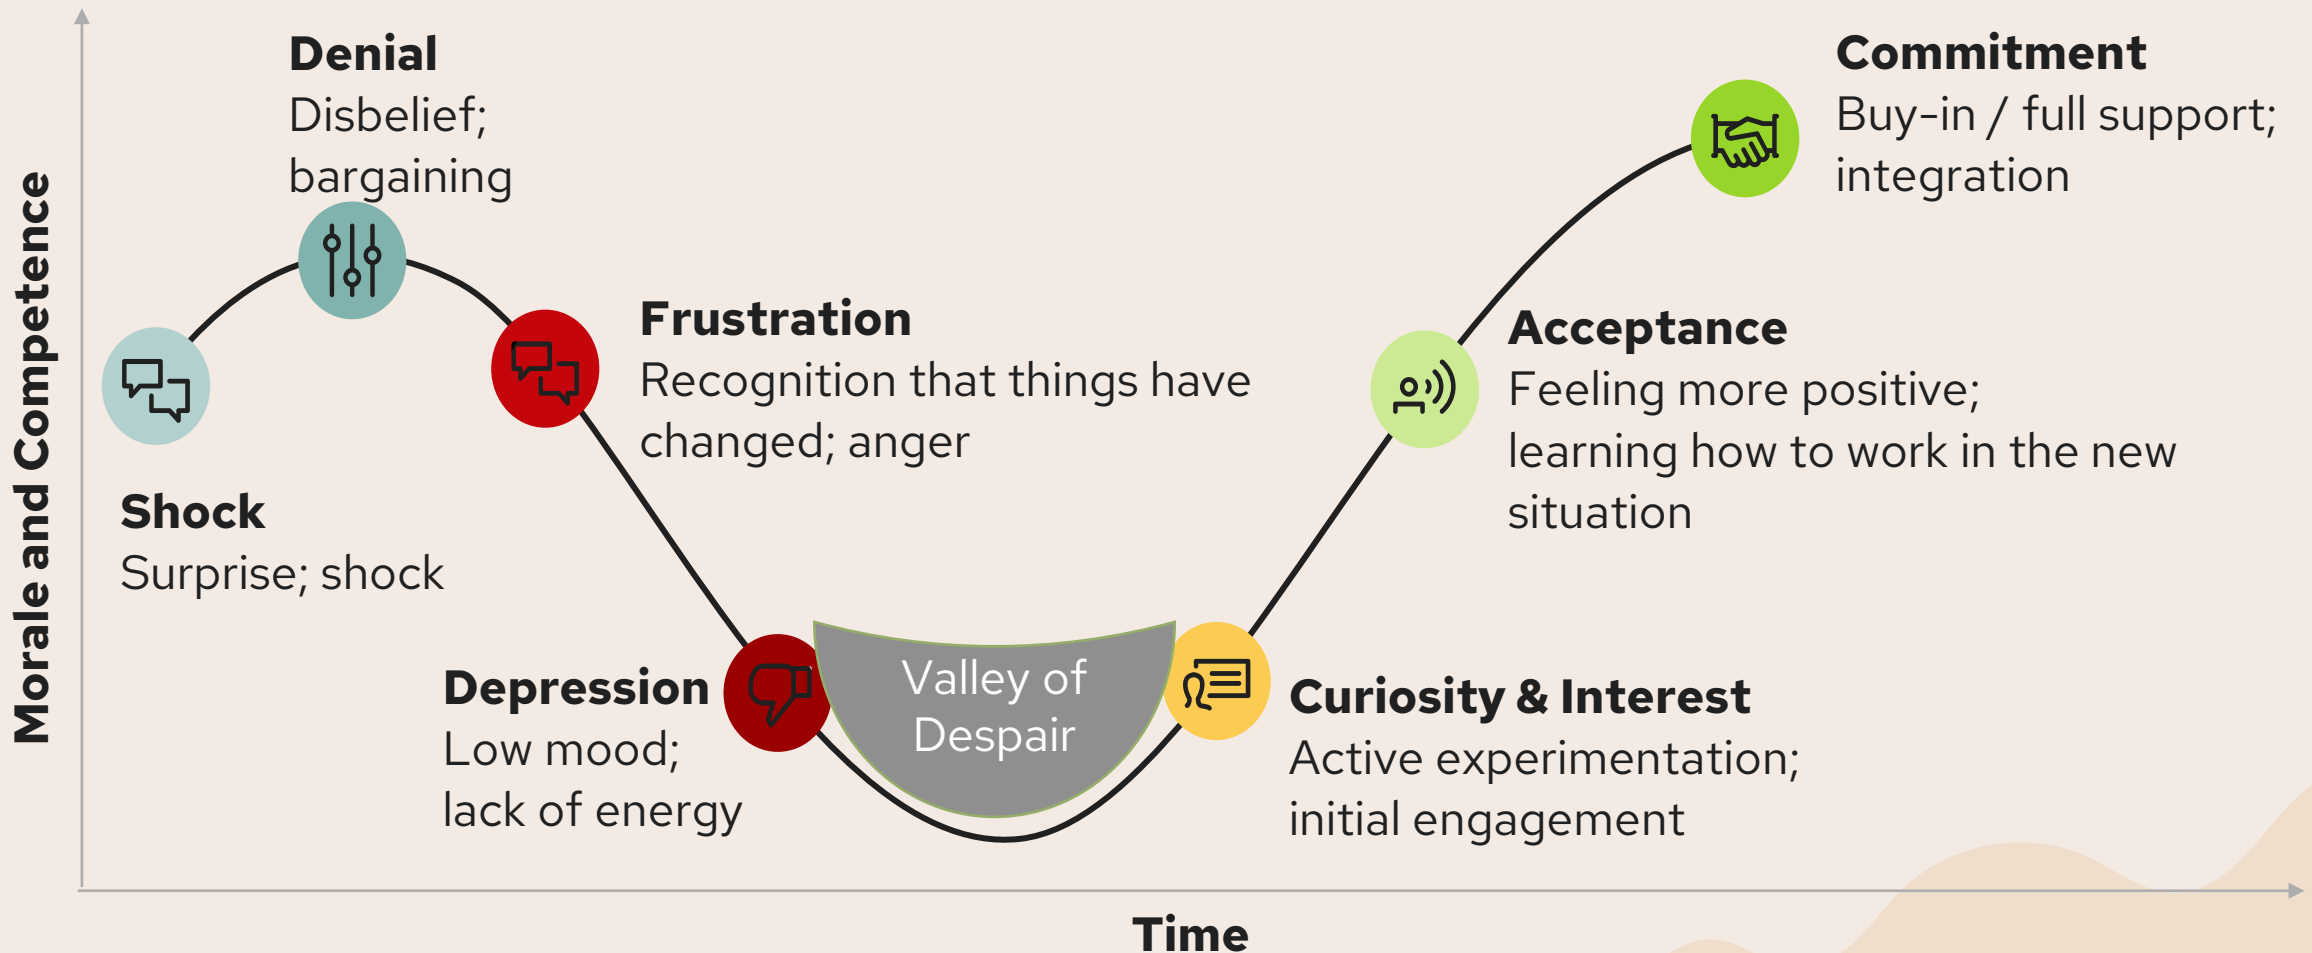 Morale and Competence
Denial
Disbelief;
bargaining
Shock
Surprise; shock
Frustration
Recognition that things have
changed; anger
Depression
Low mood;
lack of energy
Valley of
Despair
Curiosity & Interest
Active experimentation;
initial engagement
Acceptance
Feeling more positive;
learning how to work in the new
situation
Commitment
Buy-in / full support;
integration
Time